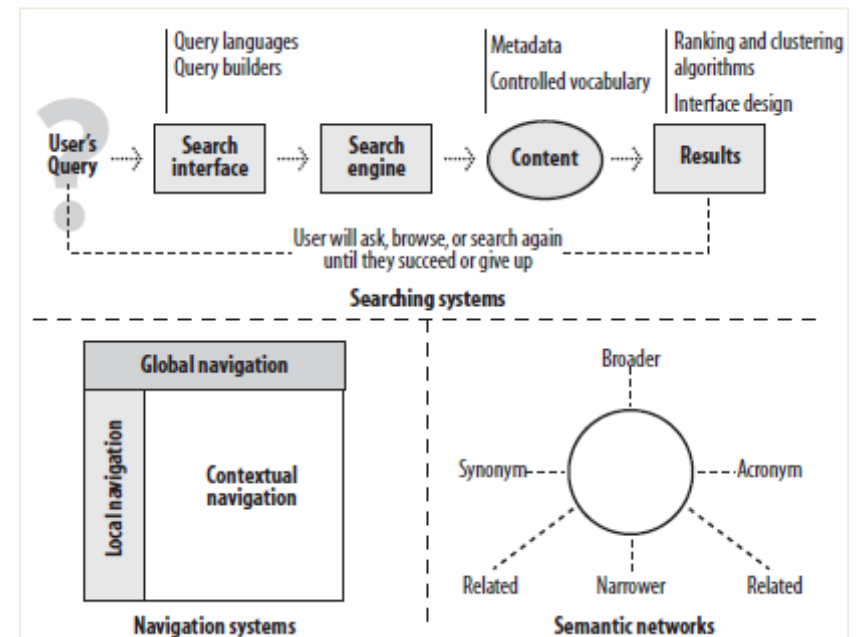 Query languages
Query builders
Metadata
Controlled vocabulary
Ranking and clustering
algorithms
Interface design
?
User's
Query
Search
interface
Search
engine
Content
Results
User will ask, browse, or search again
until they succeed or give up
Searching systems
Global navigation
Local navigation
Contextual
navigation
Navigation systems
Broader
Synonym
Acronym
Related
Narrower
Related
Semantic networks